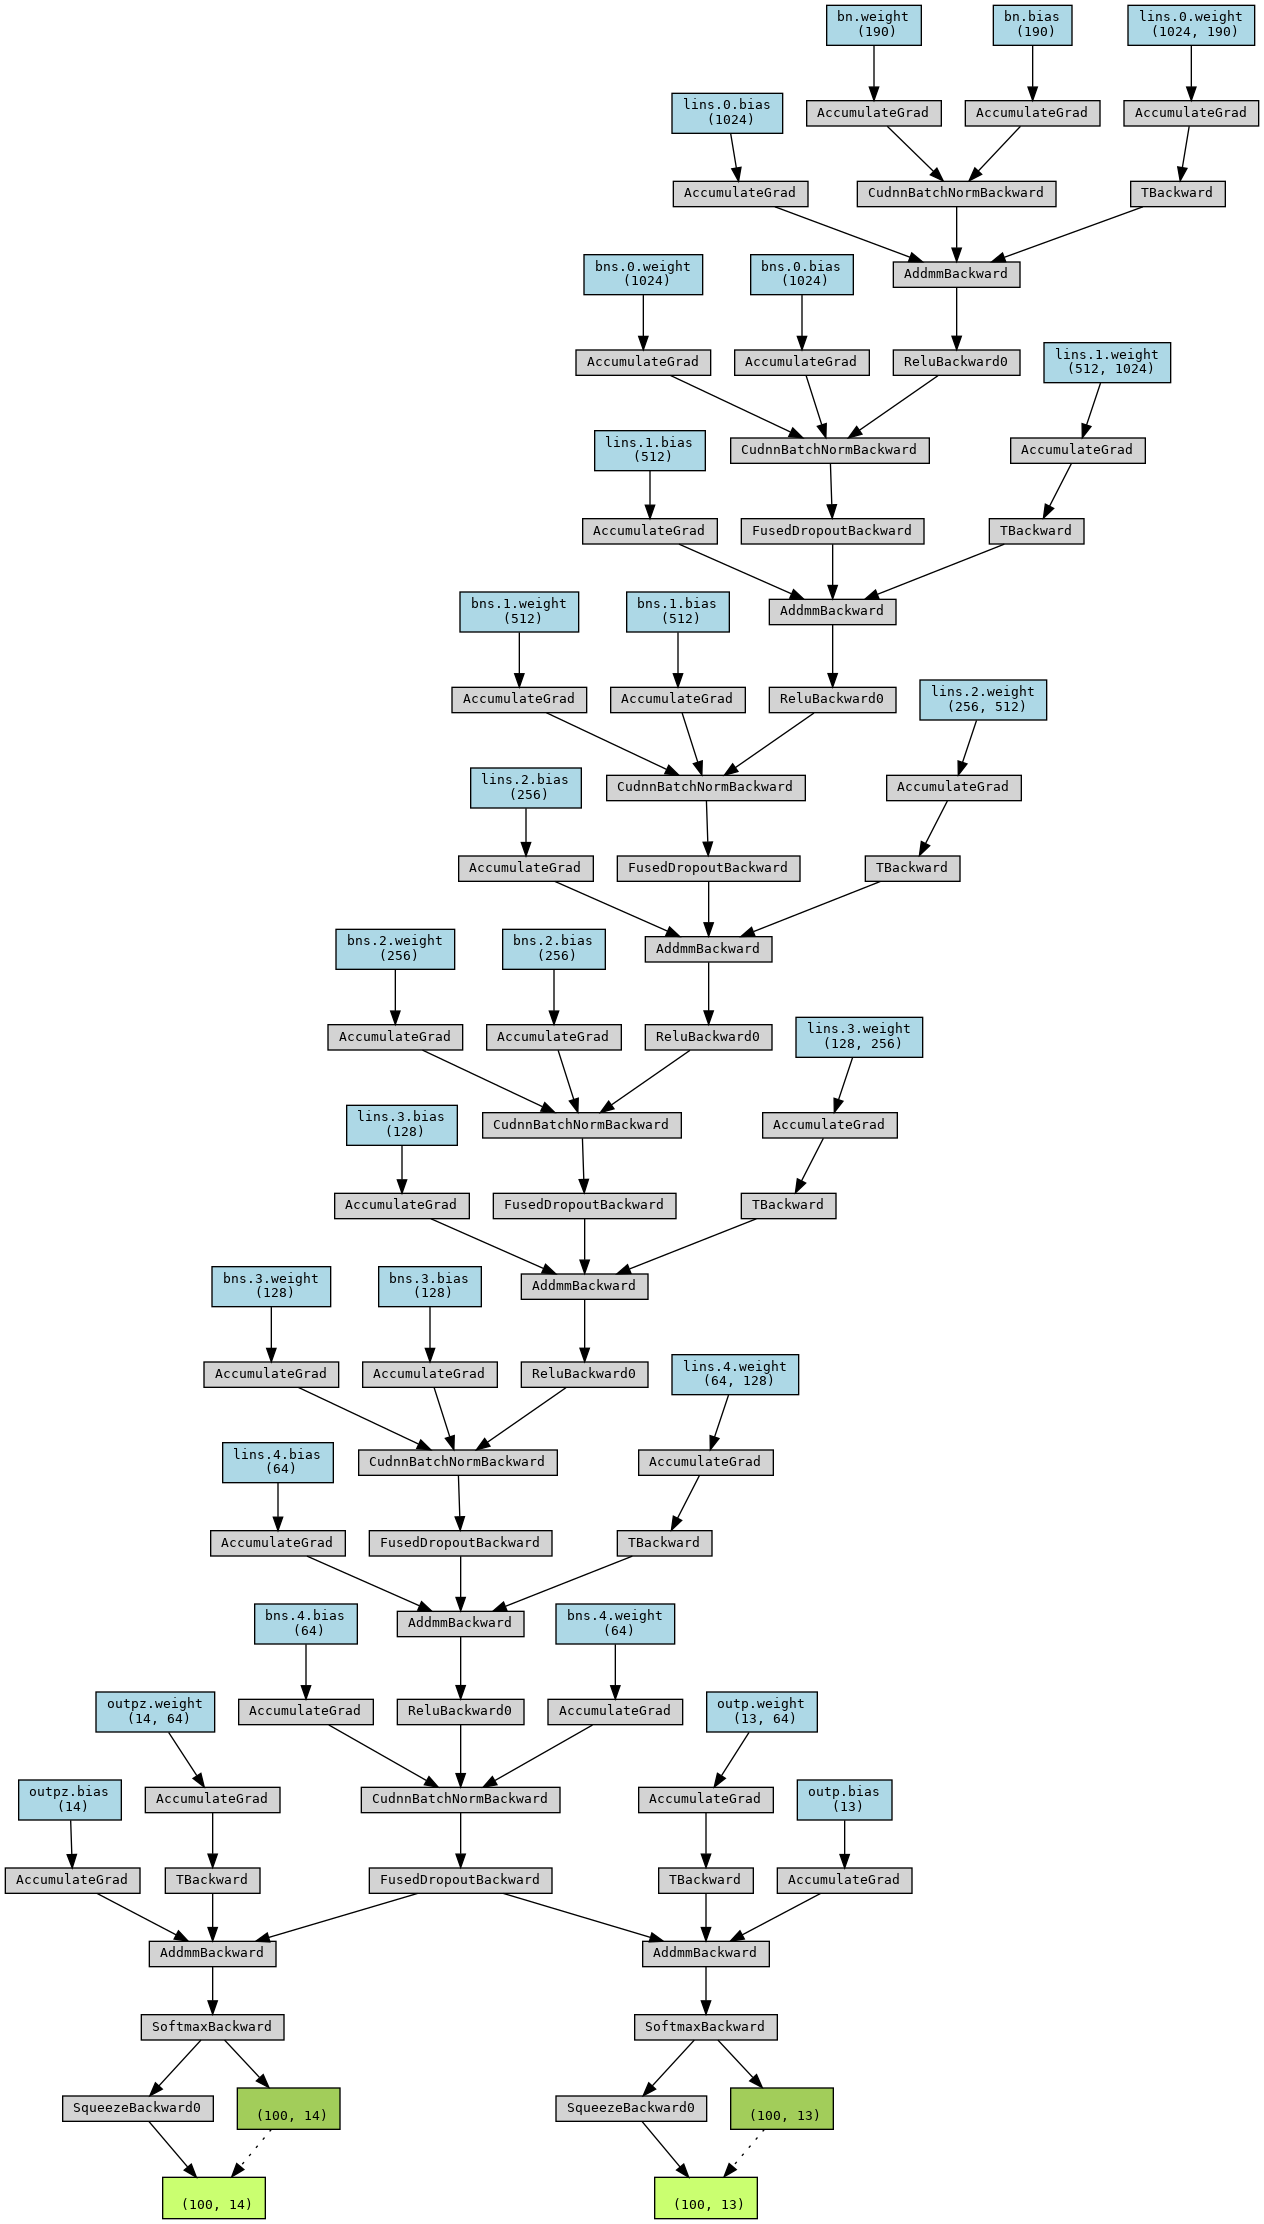 bn.weight
(190)
bn.bias
(190)
lins.0.weight
(1024, 190)
lins.0.bias
(1024)
AccumulateGrad
AccumulateGrad
AccumulateGrad
AccumulateGrad
CudnnBatchNormBackward
TBackward
bns.0.weight
(1024)
bns.0.bias
(1024)
AddmmBackward
AccumulateGrad
AccumulateGrad
ReluBackward0
lins.1.weight
(512, 1024)
lins.1.bias
(512)
CudnnBatchNormBackward
AccumulateGrad
AccumulateGrad
FusedDropoutBackward
TBackward
bns.1.weight
(512)
bns.1.bias
(512)
AddmmBackward
AccumulateGrad
AccumulateGrad
ReluBackward0
lins.2.weight
(256, 512)
lins.2.bias
(256)
CudnnBatchNormBackward
AccumulateGrad
AccumulateGrad
FusedDropoutBackward
TBackward
bns.2.weight
(256)
bns.2.bias
(256)
AddmmBackward
AccumulateGrad
AccumulateGrad
ReluBackward0
lins.3.weight
(128, 256)
lins.3.bias
(128)
CudnnBatchNormBackward
AccumulateGrad
AccumulateGrad
FusedDropoutBackward
TBackward
bns.3.weight
(128)
bns.3.bias
(128)
AddmmBackward
AccumulateGrad
AccumulateGrad
ReluBackward0
lins.4.weight
(64, 128)
lins.4.bias
(64)
CudnnBatchNormBackward
AccumulateGrad
AccumulateGrad
FusedDropoutBackward
TBackward
bns.4.bias
(64)
AddmmBackward
bns.4.weight
(64)
outpz.weight
(14, 64)
AccumulateGrad
ReluBackward0
AccumulateGrad
outp.weight
(13, 64)
outpz.bias
(14)
AccumulateGrad
CudnnBatchNormBackward
AccumulateGrad
outp.bias
(13)
AccumulateGrad
TBackward
FusedDropoutBackward
TBackward
AccumulateGrad
AddmmBackward
AddmmBackward
SoftmaxBackward
SoftmaxBackward
SqueezeBackward0
(100, 14)
SqueezeBackward0
(100, 13)
(100, 14)
(100, 13)